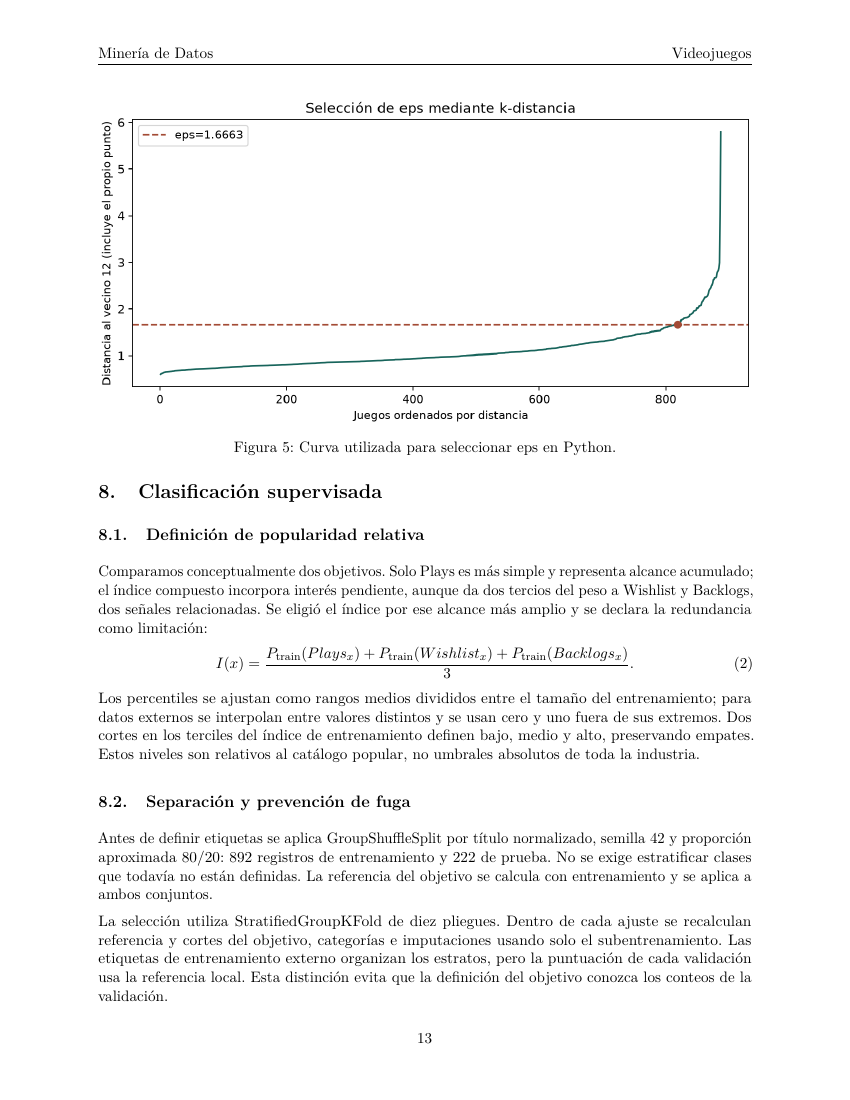 Minería de Datos Videojuegos
Selección de eps mediante k-distancia
eps=1.6663
Distancia al vecino 12 (incluye el propio punto)
6
5
4
3
2
1
0 200 400 600 800
Juegos ordenados por distancia
Figura 5: Curva utilizada para seleccionar eps en Python.
8. Clasificación supervisada
8.1. Definición de popularidad relativa
Comparamos conceptualmente dos objetivos. Solo Plays es más simple y representa alcance acumulado;
el índice compuesto incorpora interés pendiente, aunque da dos tercios del peso a Wishlist y Backlogs,
dos señales relacionadas. Se eligió el índice por ese alcance más amplio y se declara la redundancia
como limitación:
I(x) = (P_train(Plays_x) + P_train(Wishlist_x) + P_train(Backlogs_x)) / 3 . (2)
Los percentiles se ajustan como rangos medios divididos entre el tamaño del entrenamiento; para
datos externos se interpolan entre valores distintos y se usan cero y uno fuera de sus extremos. Dos
cortes en los terciles del índice de entrenamiento definen bajo, medio y alto, preservando empates.
Estos niveles son relativos al catálogo popular, no umbrales absolutos de toda la industria.
8.2. Separación y prevención de fuga
Antes de definir etiquetas se aplica GroupShuffleSplit por título normalizado, semilla 42 y proporción
aproximada 80/20: 892 registros de entrenamiento y 222 de prueba. No se exige estratificar clases
que todavía no están definidas. La referencia del objetivo se calcula con entrenamiento y se aplica a
ambos conjuntos.
La selección utiliza StratifiedGroupKFold de diez pliegues. Dentro de cada ajuste se recalculan
referencia y cortes del objetivo, categorías e imputaciones usando solo el subentrenamiento. Las
etiquetas de entrenamiento externo organizan los estratos, pero la puntuación de cada validación
usa la referencia local. Esta distinción evita que la definición del objetivo conozca los conteos de la
validación.
13